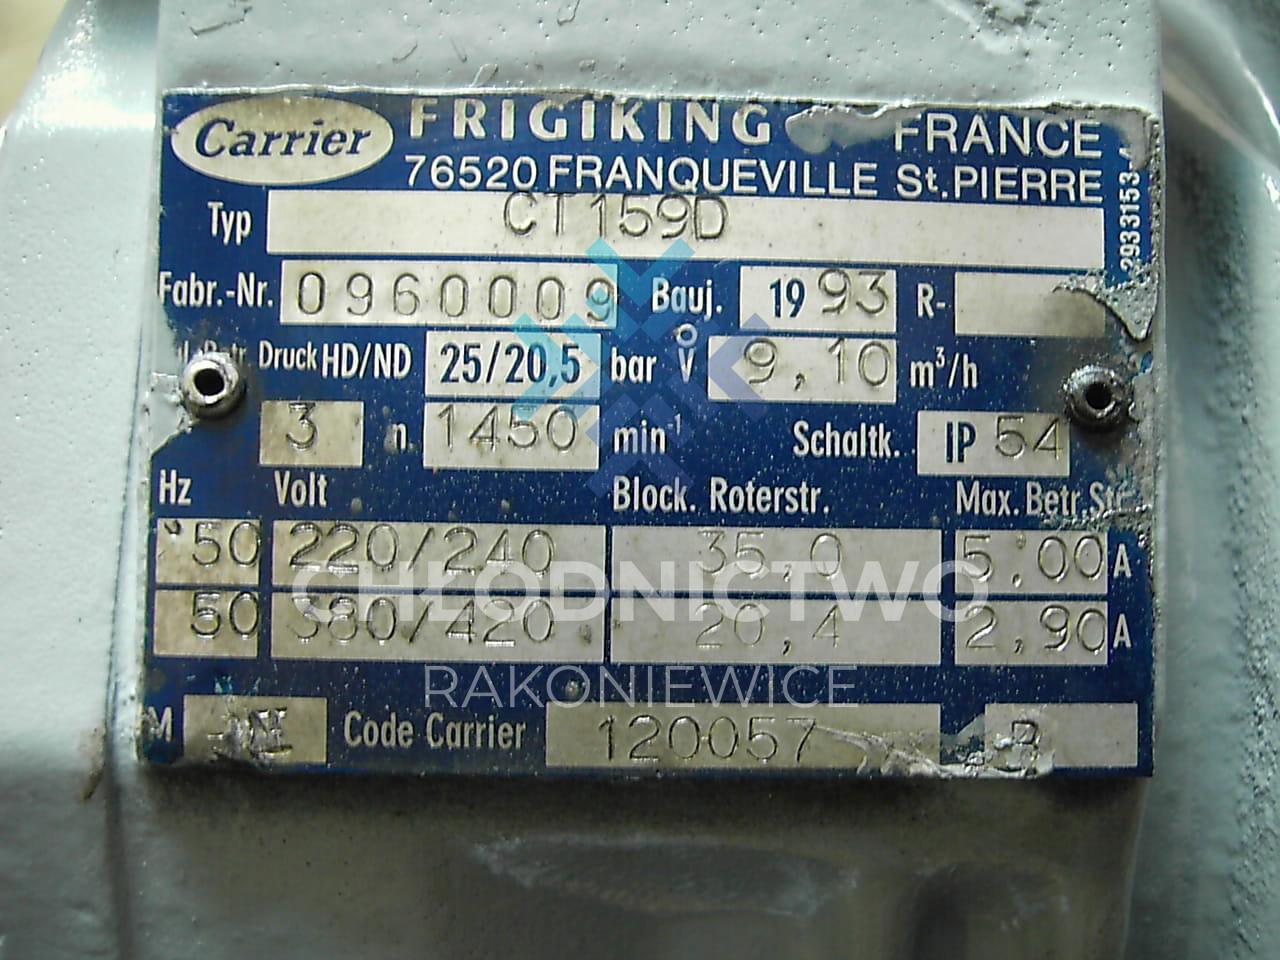 Carrier FRIGIKING FRANCE
76520 FRANQUEVILLE St. PIERRE
2933153
Typ CT159D
Fabr.-Nr. 0960009 Bauj. 1993 R-
Druck HD/ND 25/20,5 bar V̊ 9,10 m³/h
3 n. 1450 min⁻¹ Schaltk. IP 54
Hz Volt Block. Roterstr. Max. Betr.
50 220/240 35,0 5,00 A
50 380/420 20,4 2,90 A
CHŁODNICTWO
RAKONIEWICE
M Code Carrier 120057